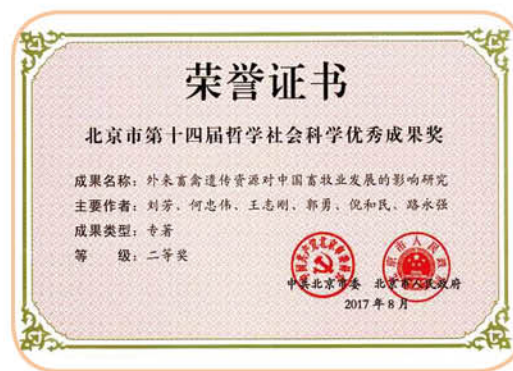 荣誉证书
北京市第十四届哲学社会科学优秀成果奖
成果名称：外来畜禽遗传资源对中国畜牧业发展的影响研究
主要作者：刘芳、何忠伟、王志刚、郭勇、倪和民、路永强
成果类型：专著
等　　级：二等奖
中共北京市委　北京市人民政府
2017 年 8 月